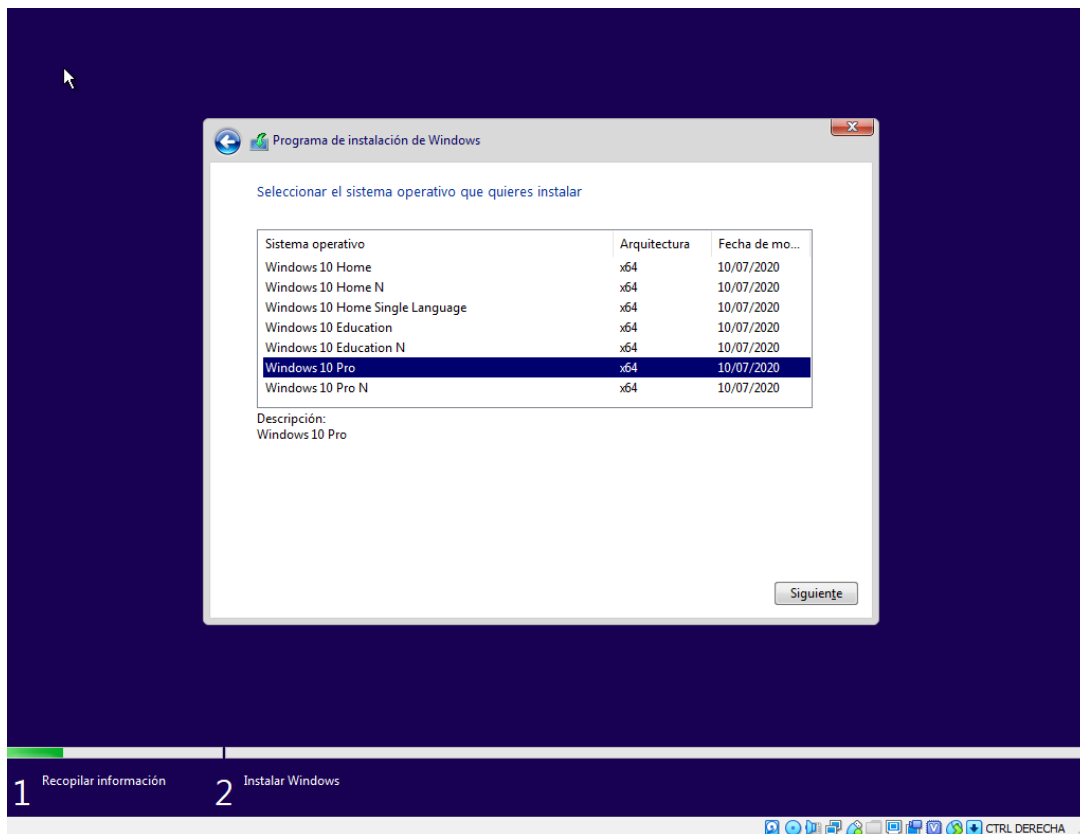 Programa de instalación de Windows
Seleccionar el sistema operativo que quieres instalar
Sistema operativo Arquitectura Fecha de mo...
Windows 10 Home x64 10/07/2020
Windows 10 Home N x64 10/07/2020
Windows 10 Home Single Language x64 10/07/2020
Windows 10 Education x64 10/07/2020
Windows 10 Education N x64 10/07/2020
Windows 10 Pro x64 10/07/2020
Windows 10 Pro N x64 10/07/2020
Descripción:
Windows 10 Pro
Siguiente
1 Recopilar información 2 Instalar Windows
CTRL DERECHA